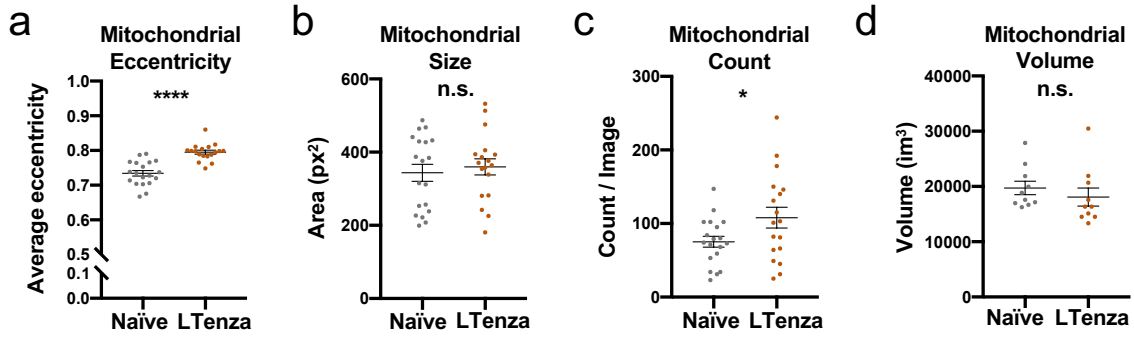 a
Mitochondrial
Eccentricity
****
Average eccentricity
1.0
0.9
0.8
0.7
0.6
0.5
0.1
0.0
Naïve LTenza
b
Mitochondrial
Size
n.s.
Area (px²)
600
400
200
0
Naïve LTenza
c
Mitochondrial
Count
*
Count / Image
300
200
100
0
Naïve LTenza
d
Mitochondrial
Volume
n.s.
Volume (im³)
40000
30000
20000
10000
0
Naïve LTenza